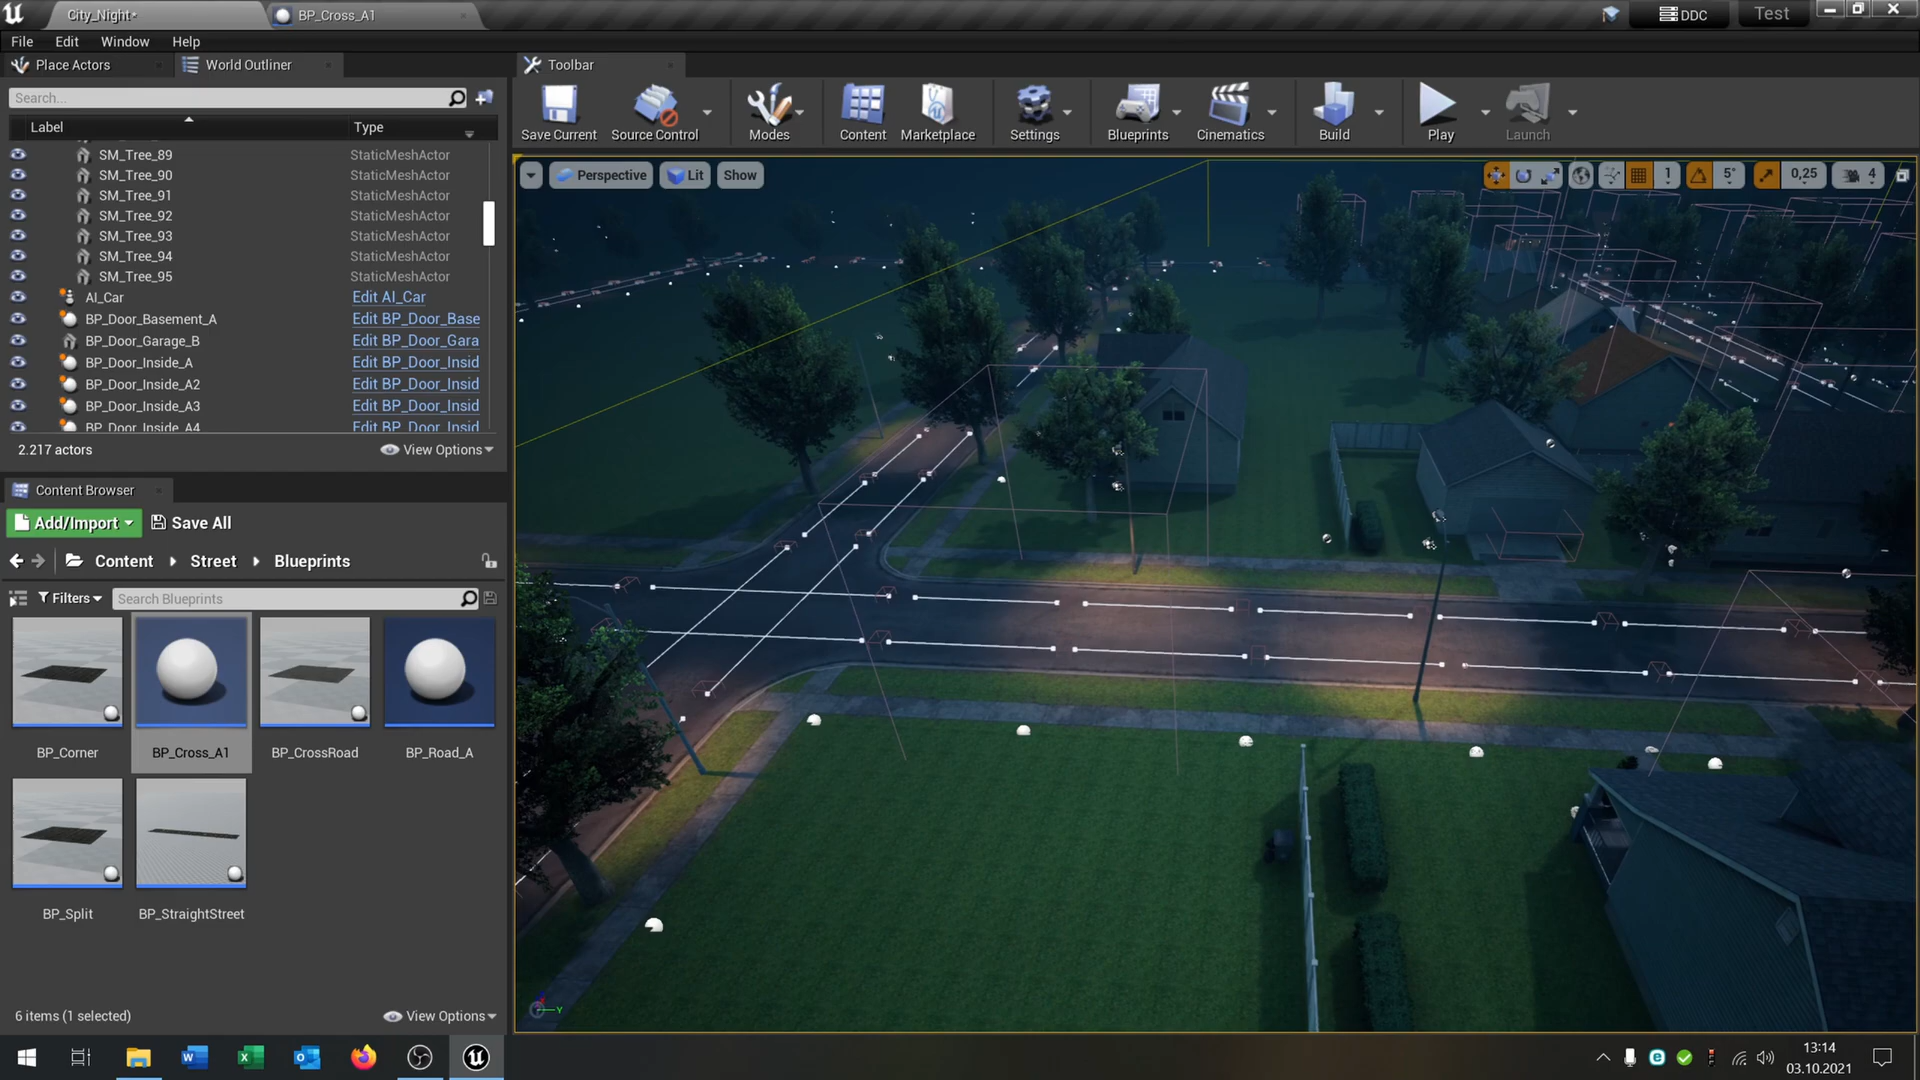 City_Night*
BP_Cross_A1
DDC
Test
File
Edit
Window
Help
Place Actors
World Outliner
Toolbar
Search...
Label
Type
Save Current
Source Control
Modes
Content
Marketplace
Settings
Blueprints
Cinematics
Build
Play
Launch
SM_Tree_89 StaticMeshActor
SM_Tree_90 StaticMeshActor
SM_Tree_91 StaticMeshActor
SM_Tree_92 StaticMeshActor
SM_Tree_93 StaticMeshActor
SM_Tree_94 StaticMeshActor
SM_Tree_95 StaticMeshActor
AI_Car Edit AI_Car
BP_Door_Basement_A Edit BP_Door_Base
BP_Door_Garage_B Edit BP_Door_Gara
BP_Door_Inside_A Edit BP_Door_Insid
BP_Door_Inside_A2 Edit BP_Door_Insid
BP_Door_Inside_A3 Edit BP_Door_Insid
BP_Door_Inside_A4 Edit BP_Door_Insid
2.217 actors
View Options
Perspective
Lit
Show
1
5°
0,25
4
Content Browser
Add/Import
Save All
Content
Street
Blueprints
Filters
Search Blueprints
BP_Corner
BP_Cross_A1
BP_CrossRoad
BP_Road_A
BP_Split
BP_StraightStreet
6 items (1 selected)
View Options
Y
13:14
03.10.2021